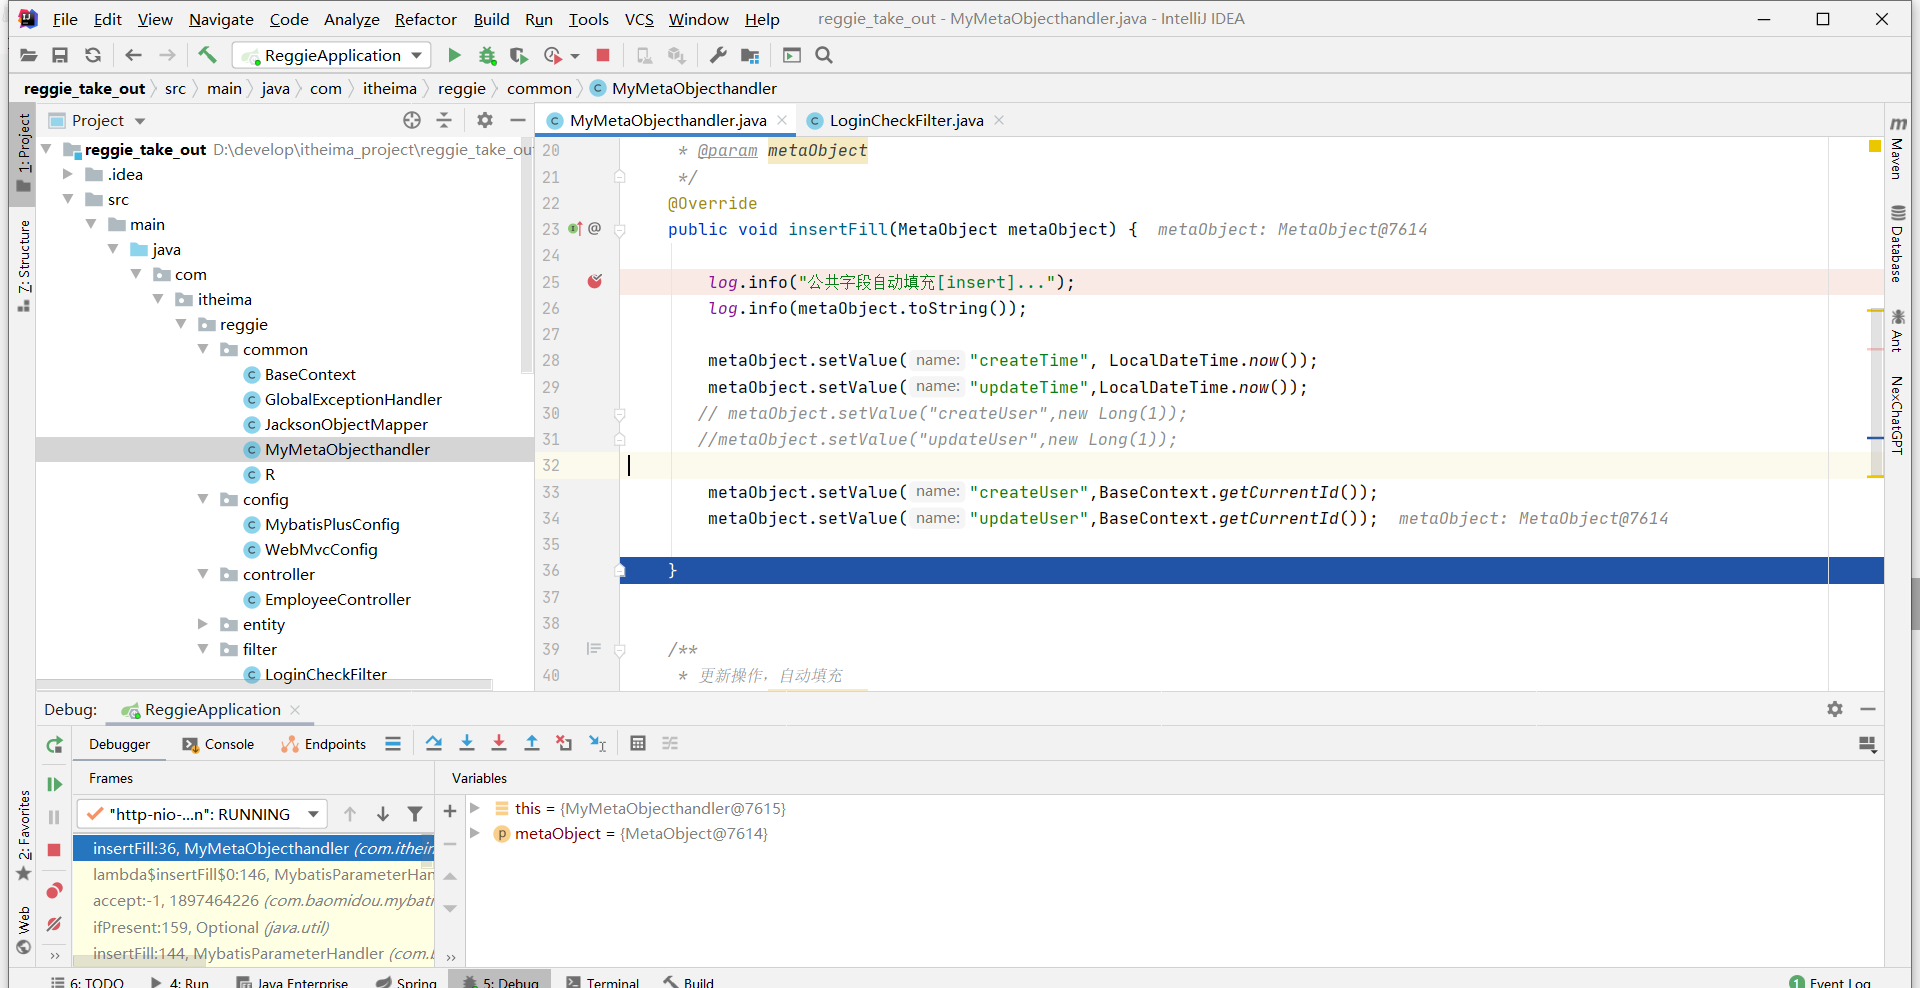 File Edit View Navigate Code Analyze Refactor Build Run Tools VCS Window Help reggie_take_out - MyMetaObjecthandler.java - IntelliJ IDEA
ReggieApplication
reggie_take_out src main java com itheima reggie common MyMetaObjecthandler
1: Project
Z: Structure
2: Favorites
Web
Project
reggie_take_out D:\develop\itheima_project\reggie_take_ou
.idea
src
main
java
com
itheima
reggie
common
BaseContext
GlobalExceptionHandler
JacksonObjectMapper
MyMetaObjecthandler
R
config
MybatisPlusConfig
WebMvcConfig
controller
EmployeeController
entity
filter
LoginCheckFilter
MyMetaObjecthandler.java LoginCheckFilter.java
20 * @param metaObject
21 */
22 @Override
23 @ public void insertFill(MetaObject metaObject) { metaObject: MetaObject@7614
24
25 log.info("公共字段自动填充[insert]...");
26 log.info(metaObject.toString());
27
28 metaObject.setValue( name: "createTime", LocalDateTime.now());
29 metaObject.setValue( name: "updateTime",LocalDateTime.now());
30 // metaObject.setValue("createUser",new Long(1));
31 //metaObject.setValue("updateUser",new Long(1));
32
33 metaObject.setValue( name: "createUser",BaseContext.getCurrentId());
34 metaObject.setValue( name: "updateUser",BaseContext.getCurrentId()); metaObject: MetaObject@7614
35
36 }
37
38
39 /**
40 * 更新操作，自动填充
Maven
Database
Ant
NexChatGPT
Debug: ReggieApplication
Debugger Console Endpoints
Frames
"http-nio-...n": RUNNING
insertFill:36, MyMetaObjecthandler (com.itheim
lambda$insertFill$0:146, MybatisParameterHan
accept:-1, 1897464226 (com.baomidou.mybati
ifPresent:159, Optional (java.util)
insertFill:144, MybatisParameterHandler (com.b
Variables
this = {MyMetaObjecthandler@7615}
metaObject = {MetaObject@7614}
6: TODO 4: Run Java Enterprise Spring 5: Debug Terminal Build 1 Event Log